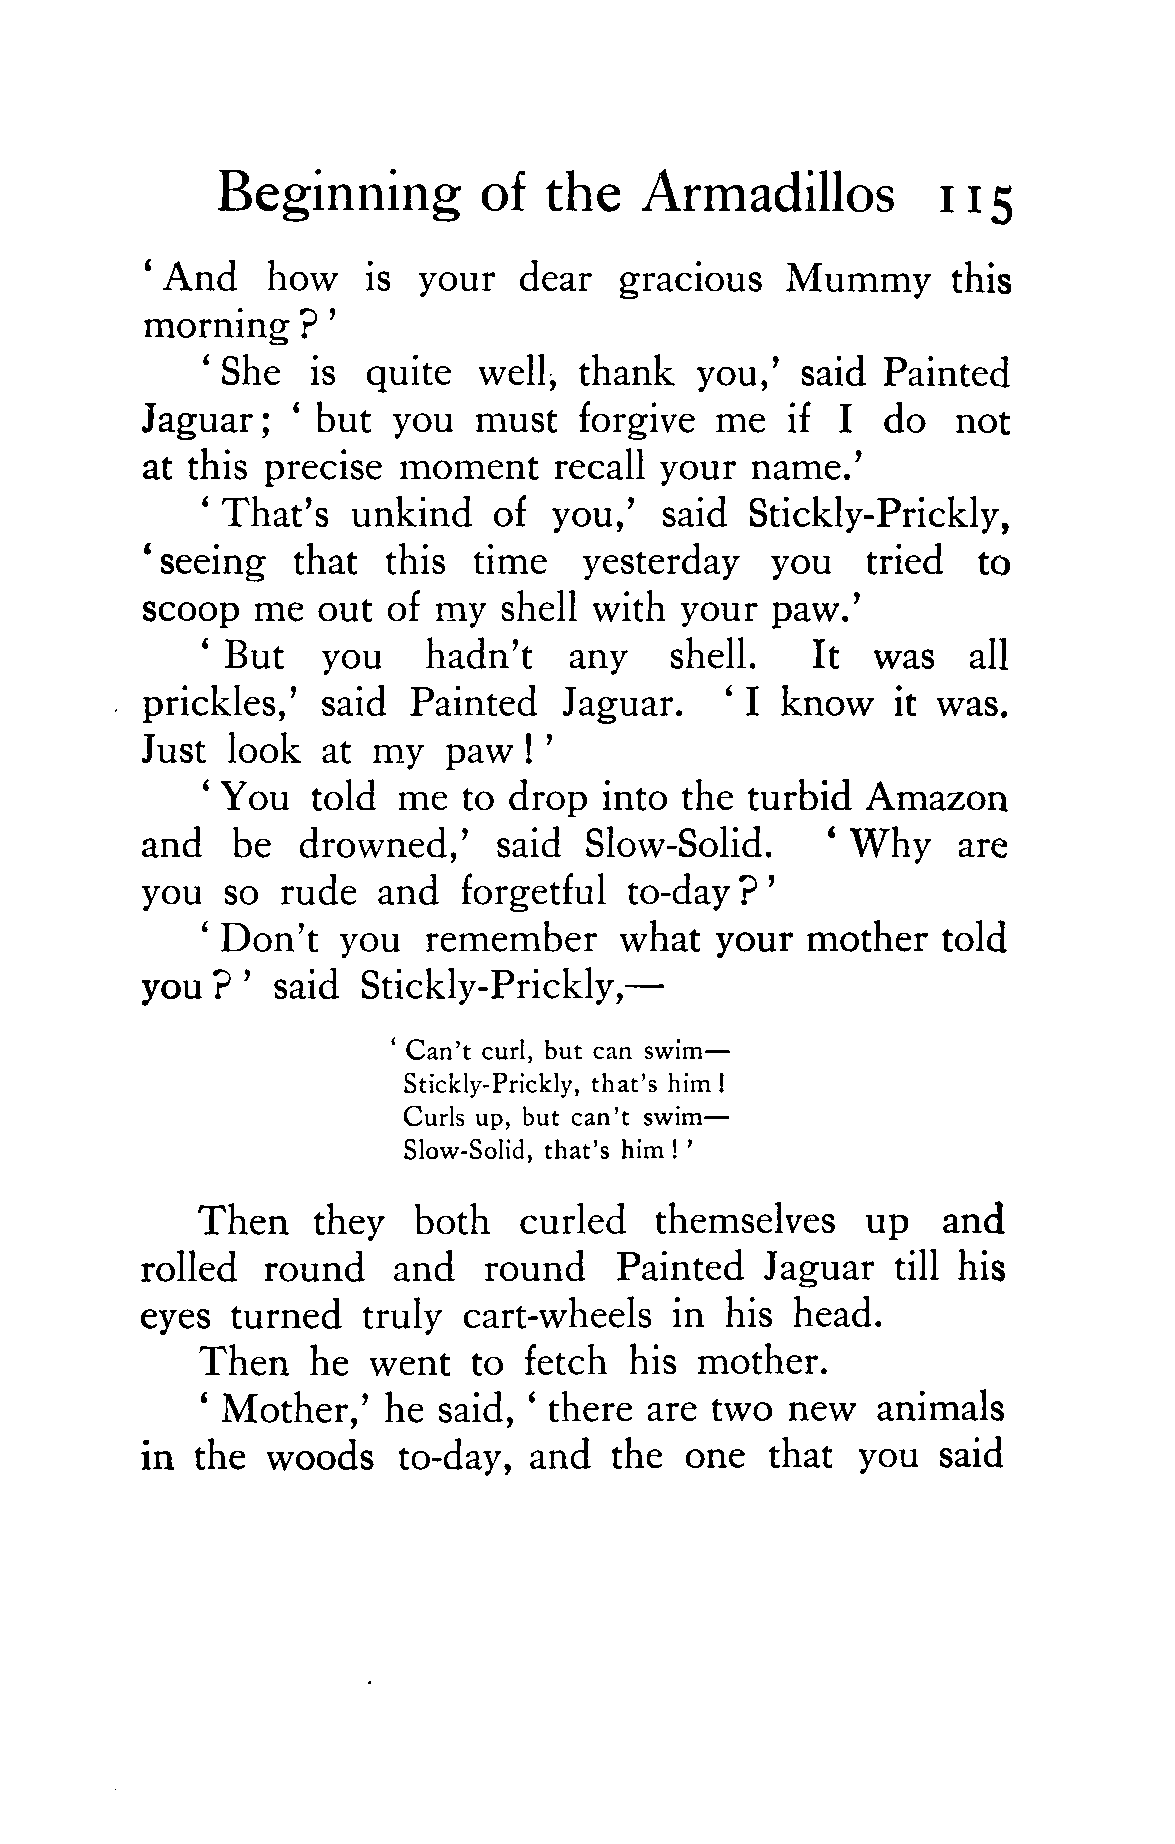 Beginning of the Armadillos 115
‘And how is your dear gracious Mummy this
morning?’
‘She is quite well, thank you,’ said Painted
Jaguar; ‘but you must forgive me if I do not
at this precise moment recall your name.’
‘That’s unkind of you,’ said Stickly-Prickly,
‘seeing that this time yesterday you tried to
scoop me out of my shell with your paw.’
‘But you hadn’t any shell. It was all
prickles,’ said Painted Jaguar. ‘I know it was.
Just look at my paw!’
‘You told me to drop into the turbid Amazon
and be drowned,’ said Slow-Solid. ‘Why are
you so rude and forgetful to-day?’
‘Don’t you remember what your mother told
you?’ said Stickly-Prickly,—
‘Can’t curl, but can swim—
Stickly-Prickly, that’s him!
Curls up, but can’t swim—
Slow-Solid, that’s him!’
Then they both curled themselves up and
rolled round and round Painted Jaguar till his
eyes turned truly cart-wheels in his head.
Then he went to fetch his mother.
‘Mother,’ he said, ‘there are two new animals
in the woods to-day, and the one that you said